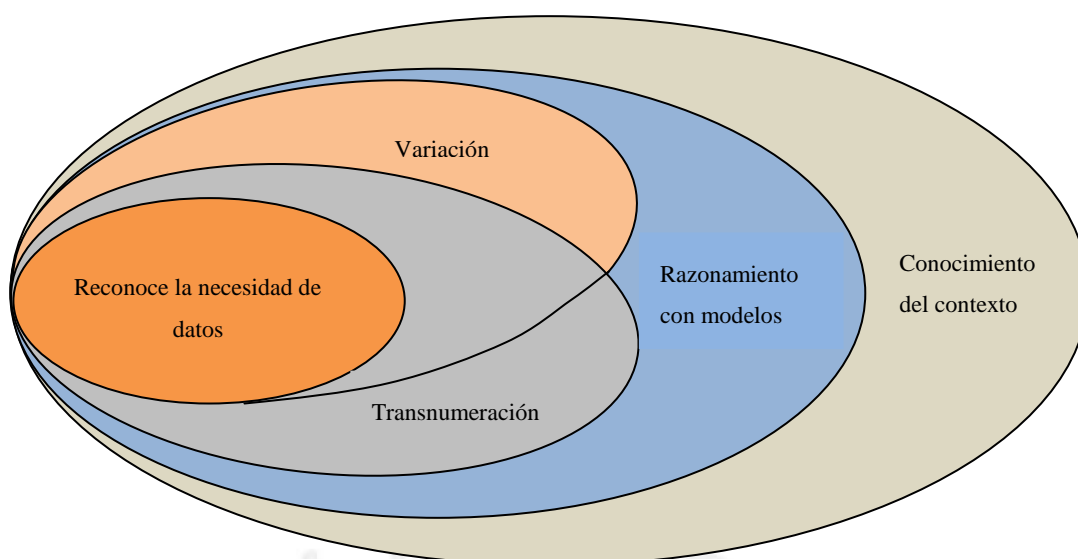 Variación
Reconoce la necesidad de
datos
Transnumeración
Razonamiento
con modelos
Conocimiento
del contexto